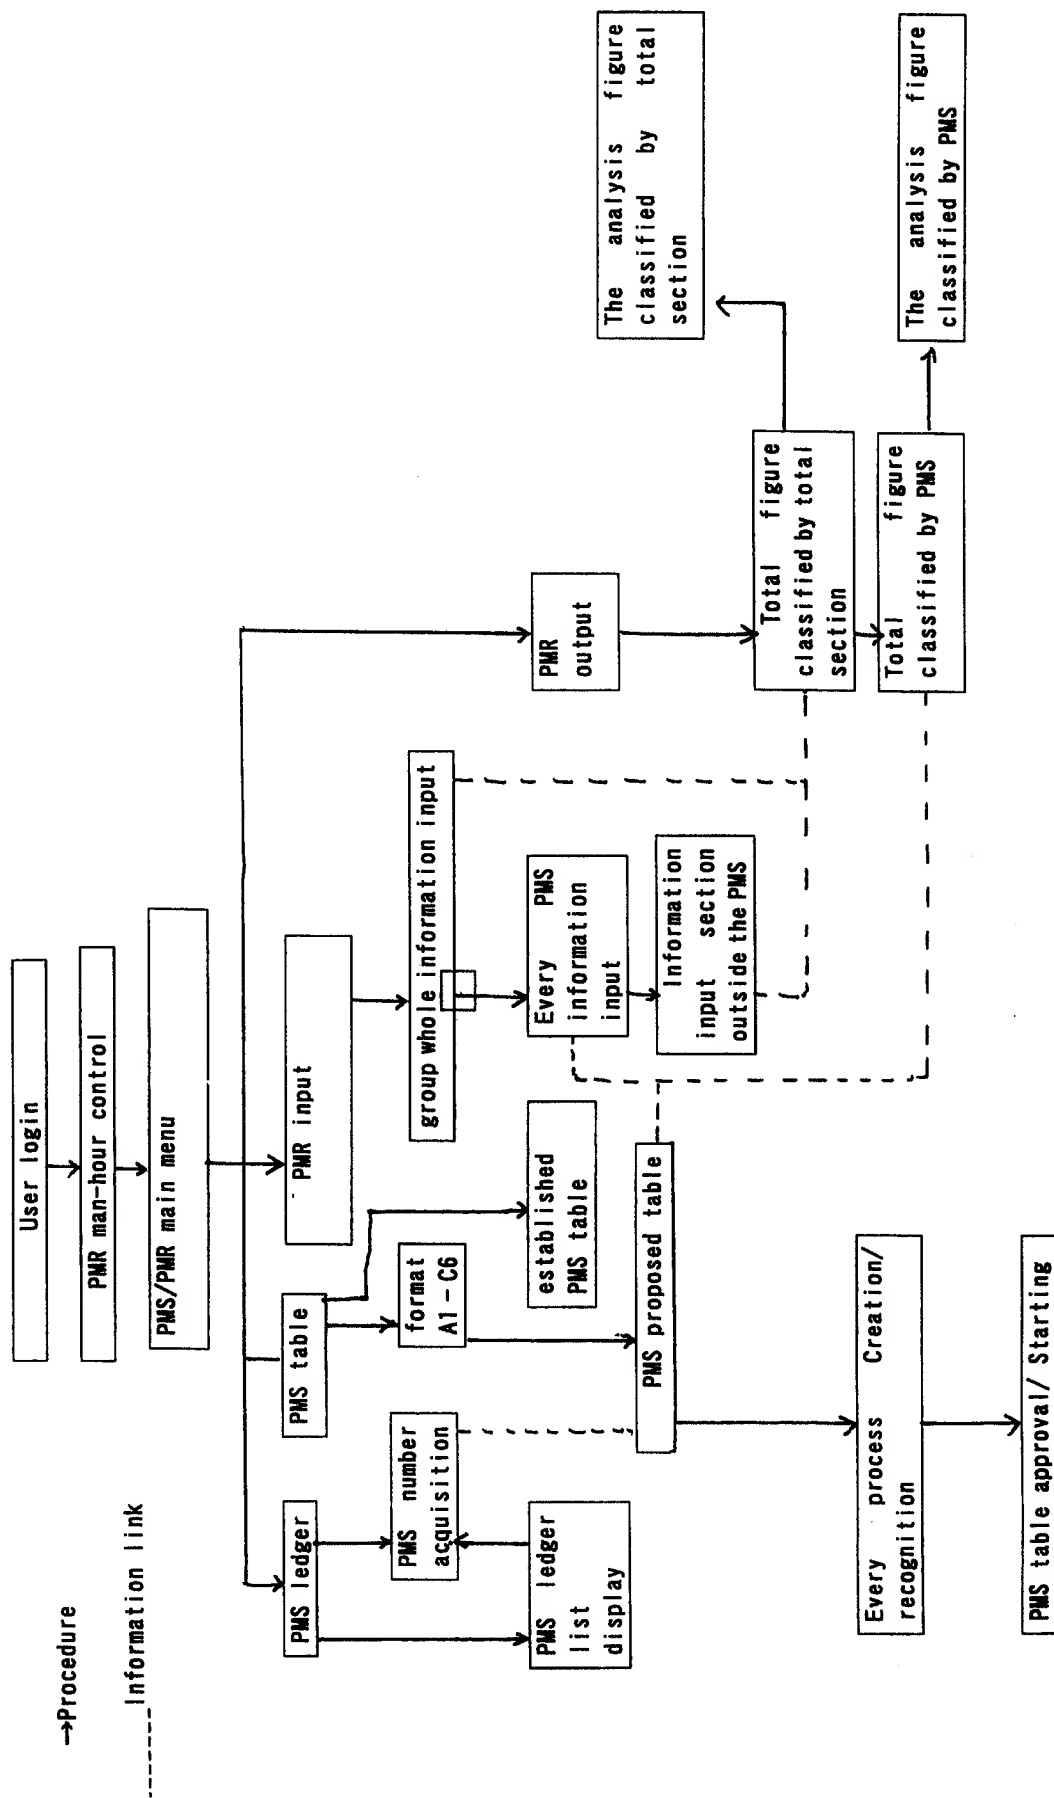 →Procedure
Information link
User login
PMR man-hour control
PMS/PMR main menu
PMS ledger
PMS table
PMR input
PMS number
acquisition
format
A1-C6
group whole information input
PMS ledger
list
display
established
PMS table
Every PMS
information
input
PMR
output
PMS proposed table
Information
input section
outside the PMS
Total figure
classified by total
section
The analysis figure
classified by total
section
Every process Creation/
recognition
Total figure
classified by PMS
The analysis figure
classified by PMS
PMS table approval/ Starting